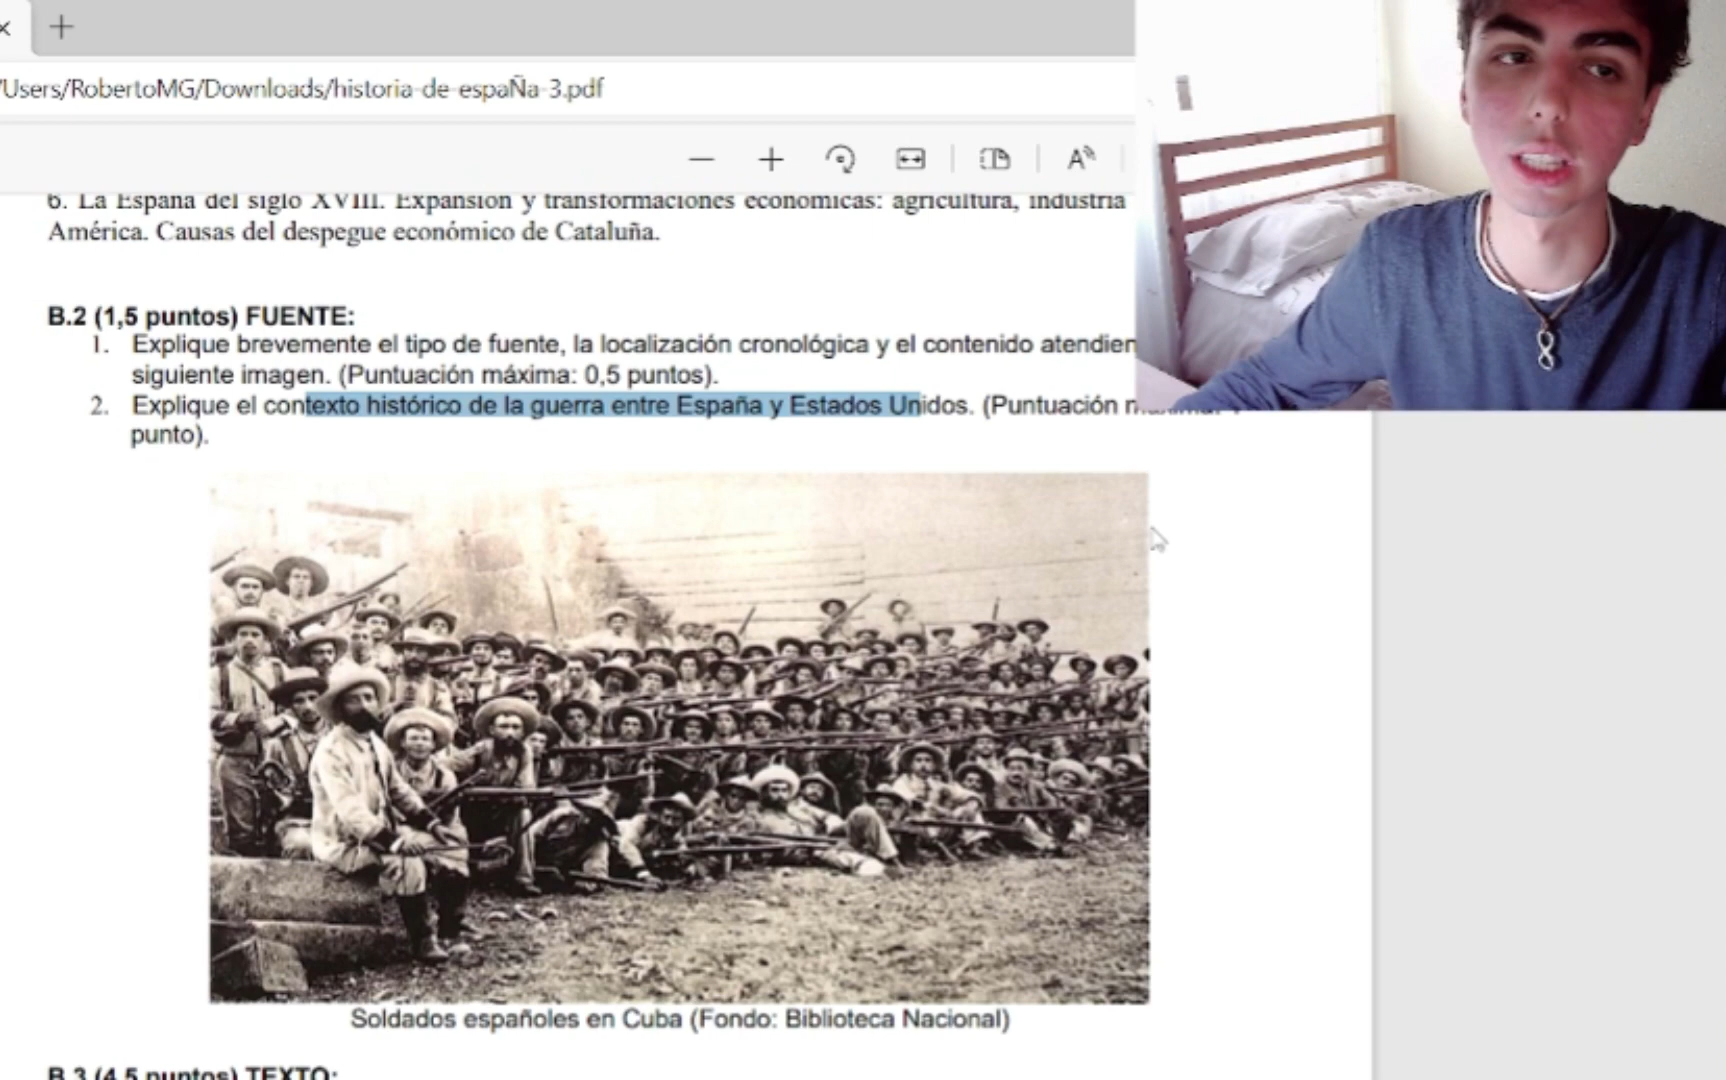 /Users/RobertoMG/Downloads/historia-de-espaÑa-3.pdf
6. La España del siglo XVIII. Expansión y transformaciones económicas: agricultura, industria
América. Causas del despegue económico de Cataluña.
B.2 (1,5 puntos) FUENTE:
1. Explique brevemente el tipo de fuente, la localización cronológica y el contenido atendien
siguiente imagen. (Puntuación máxima: 0,5 puntos).
2. Explique el contexto histórico de la guerra entre España y Estados Unidos. (Puntuación
punto).
Soldados españoles en Cuba (Fondo: Biblioteca Nacional)
B.3 (4,5 puntos) TEXTO: